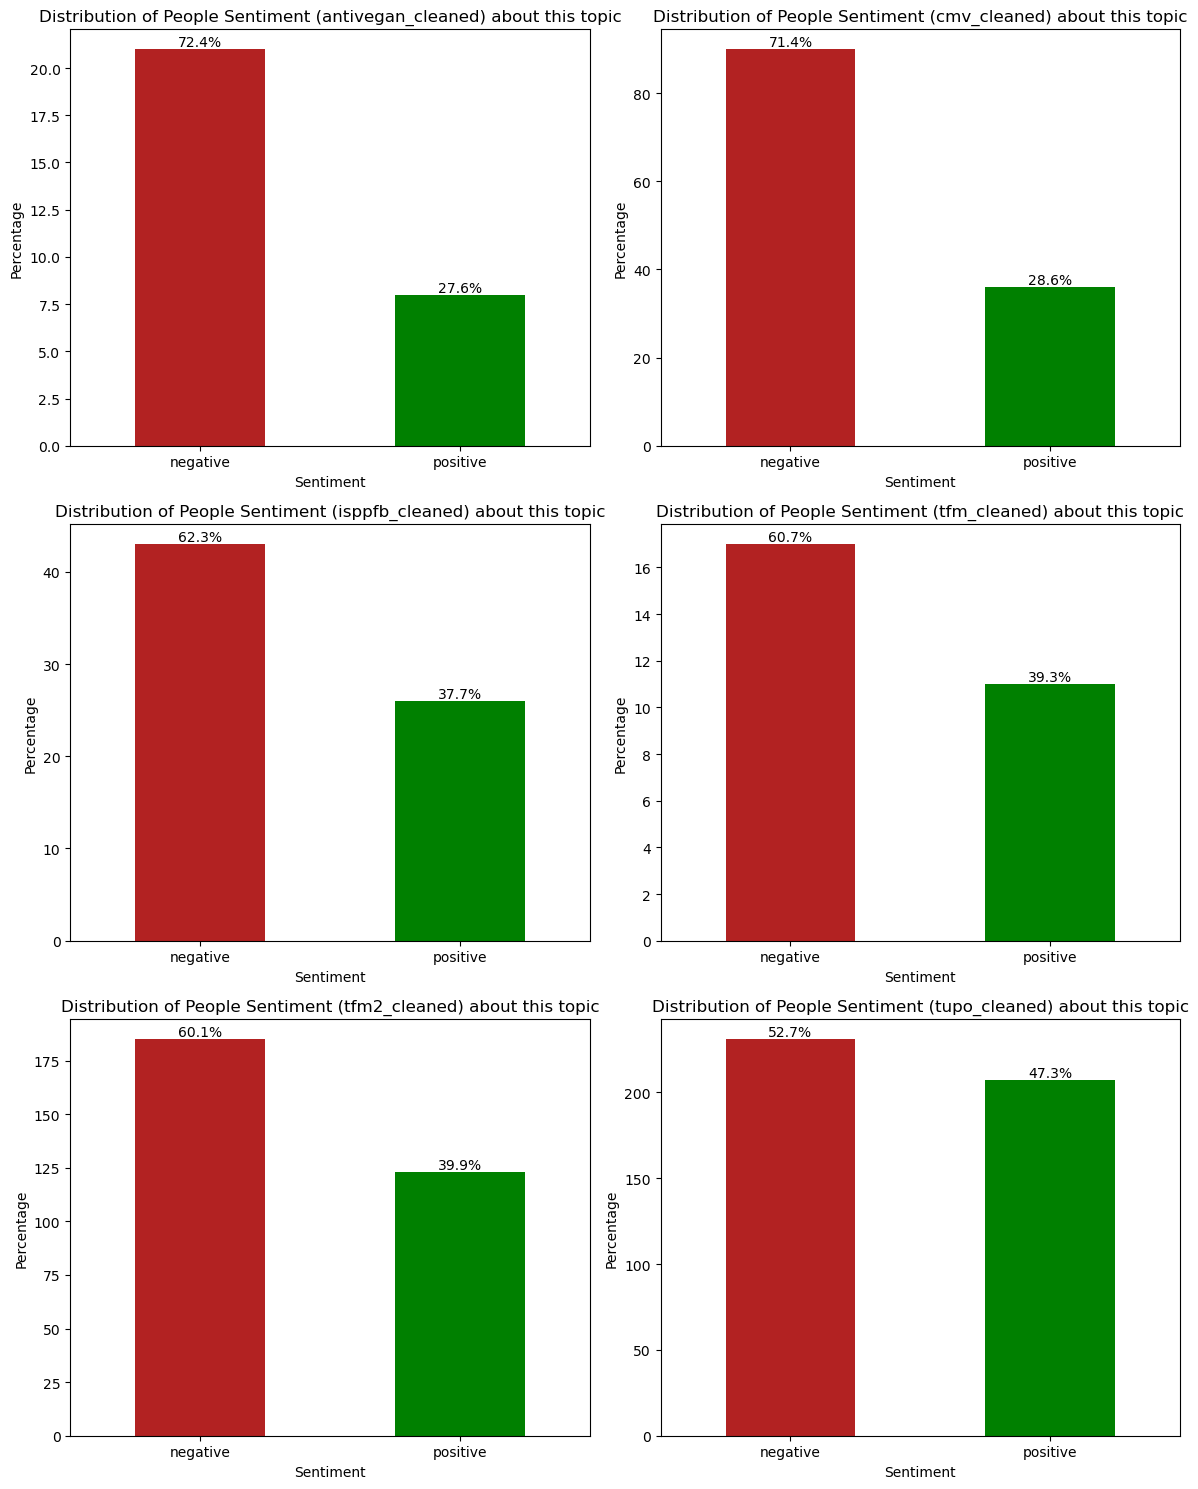 Distribution of People Sentiment (antivegan_cleaned) about this topic
72.4%
27.6%
20.0
17.5
15.0
12.5
10.0
7.5
5.0
2.5
0.0
Percentage
negative
positive
Sentiment
Distribution of People Sentiment (cmv_cleaned) about this topic
71.4%
28.6%
80
60
40
20
0
Percentage
negative
positive
Sentiment
Distribution of People Sentiment (isppfb_cleaned) about this topic
62.3%
37.7%
40
30
20
10
0
Percentage
negative
positive
Sentiment
Distribution of People Sentiment (tfm_cleaned) about this topic
60.7%
39.3%
16
14
12
10
8
6
4
2
0
Percentage
negative
positive
Sentiment
Distribution of People Sentiment (tfm2_cleaned) about this topic
60.1%
39.9%
175
150
125
100
75
50
25
0
Percentage
negative
positive
Sentiment
Distribution of People Sentiment (tupo_cleaned) about this topic
52.7%
47.3%
200
150
100
50
0
Percentage
negative
positive
Sentiment